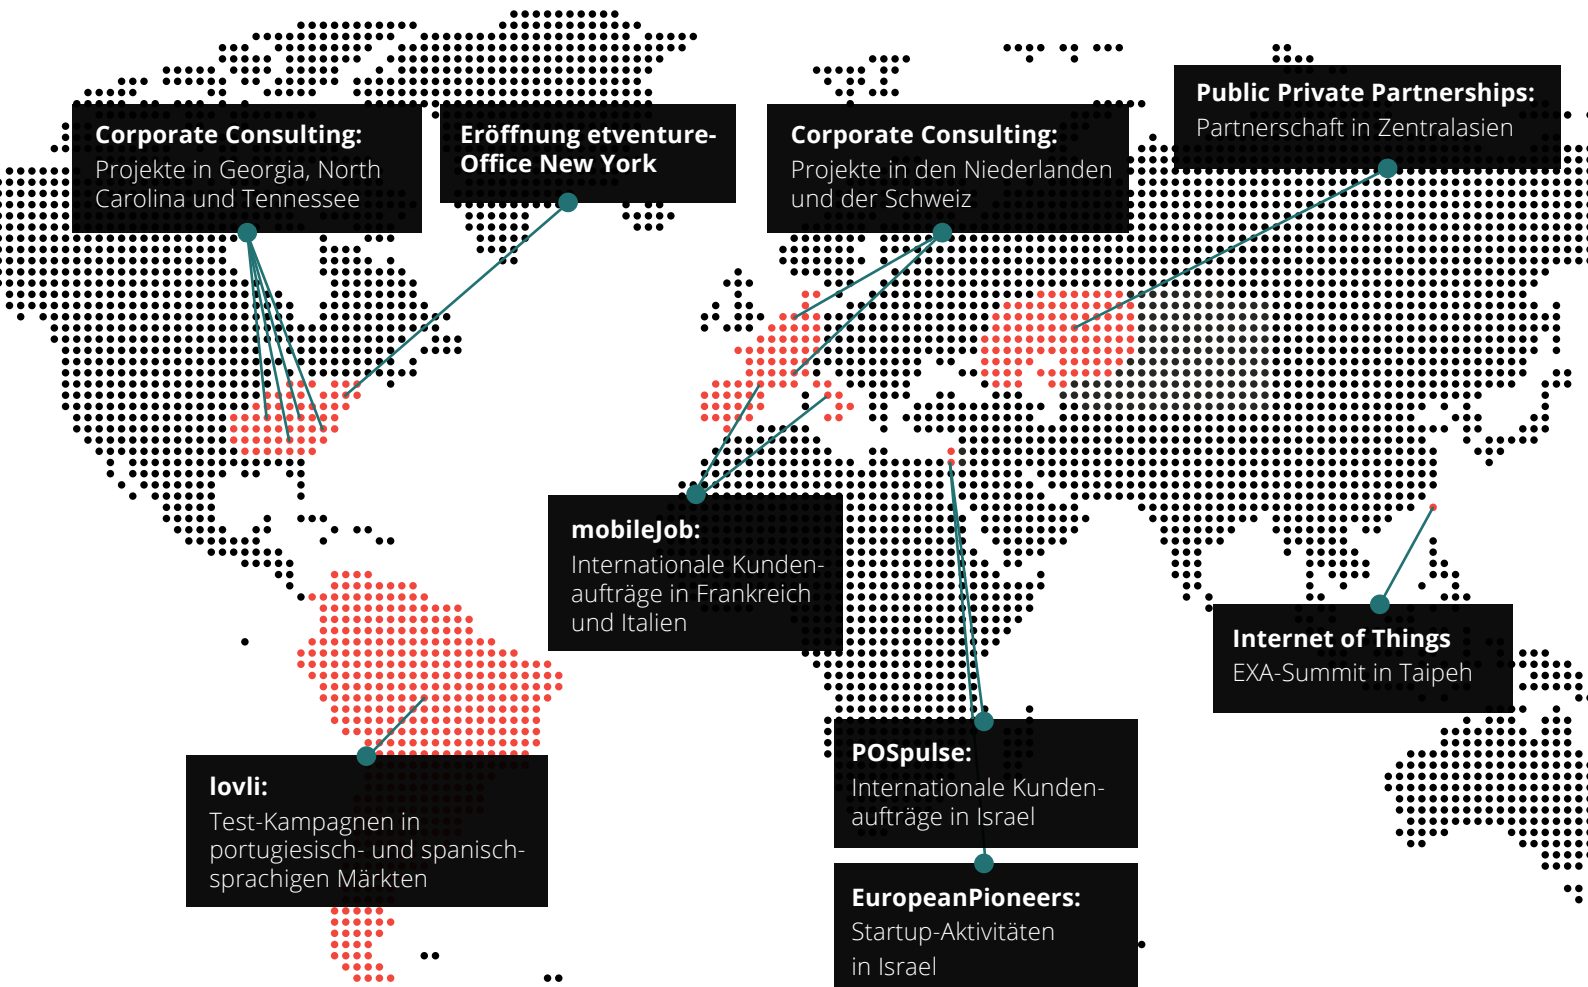 Corporate Consulting:
Projekte in Georgia, North
Carolina und Tennessee
Eröffnung etventure-
Office New York
Corporate Consulting:
Projekte in den Niederlanden
und der Schweiz
Public Private Partnerships:
Partnerschaft in Zentralasien
mobileJob:
Internationale Kunden-
aufträge in Frankreich
und Italien
Internet of Things
EXA-Summit in Taipeh
lovli:
Test-Kampagnen in
portugiesisch- und spanisch-
sprachigen Märkten
POSpulse:
Internationale Kunden-
aufträge in Israel
EuropeanPioneers:
Startup-Aktivitäten
in Israel